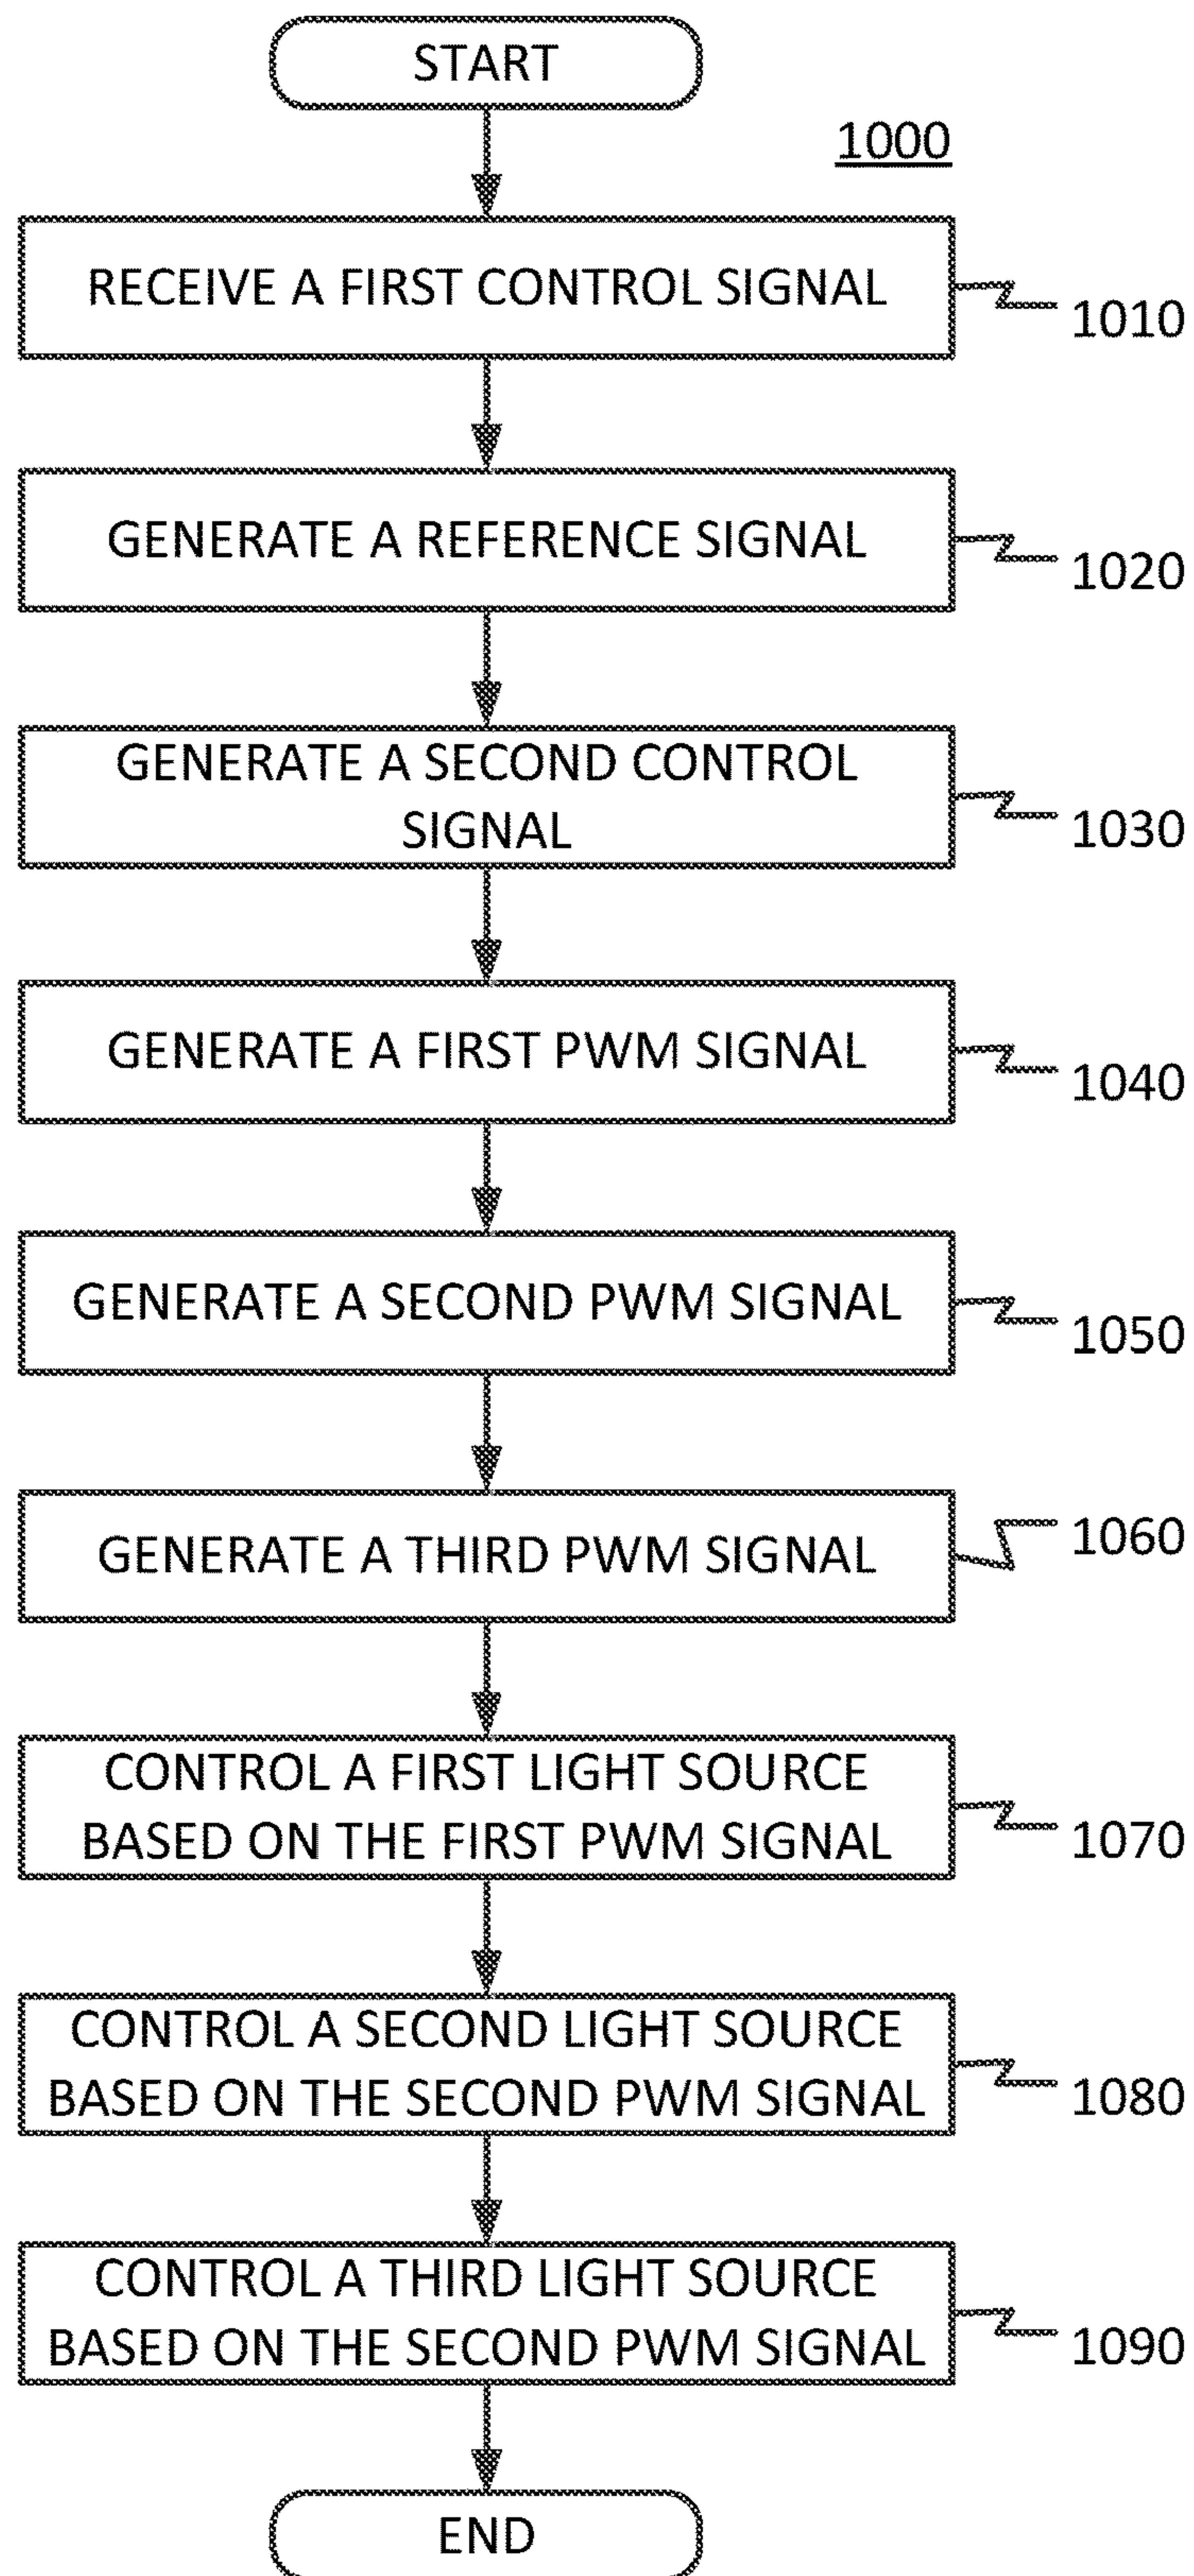 START
1000
RECEIVE A FIRST CONTROL SIGNAL
1010
GENERATE A REFERENCE SIGNAL
1020
GENERATE A SECOND CONTROL
SIGNAL
1030
GENERATE A FIRST PWM SIGNAL
1040
GENERATE A SECOND PWM SIGNAL
1050
GENERATE A THIRD PWM SIGNAL
1060
CONTROL A FIRST LIGHT SOURCE
BASED ON THE FIRST PWM SIGNAL
1070
CONTROL A SECOND LIGHT SOURCE
BASED ON THE SECOND PWM SIGNAL
1080
CONTROL A THIRD LIGHT SOURCE
BASED ON THE SECOND PWM SIGNAL
1090
END